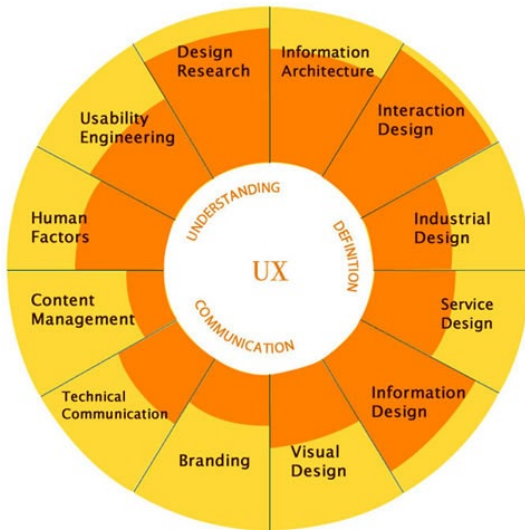 Design
Research
Information
Architecture
Interaction
Design
Industrial
Design
Service
Design
Information
Design
Visual
Design
Branding
Technical
Communication
Content
Management
Human
Factors
Usability
Engineering
UNDERSTANDING
DEFINITION
COMMUNICATION
UX